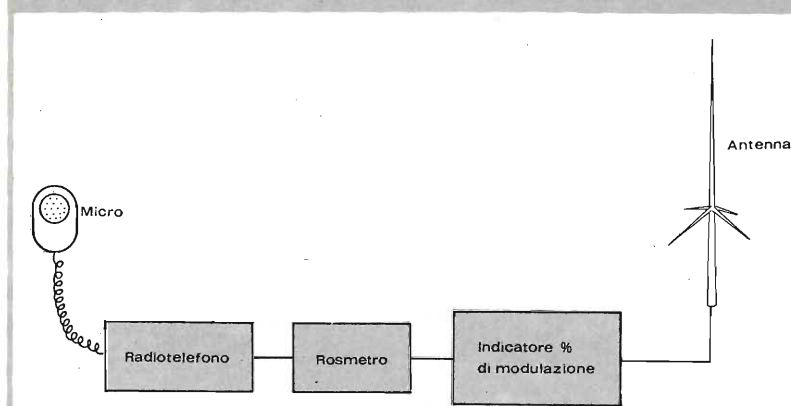 Antenna
Micro
Radiotelefono
Rosmetro
Indicatore %
di modulazione